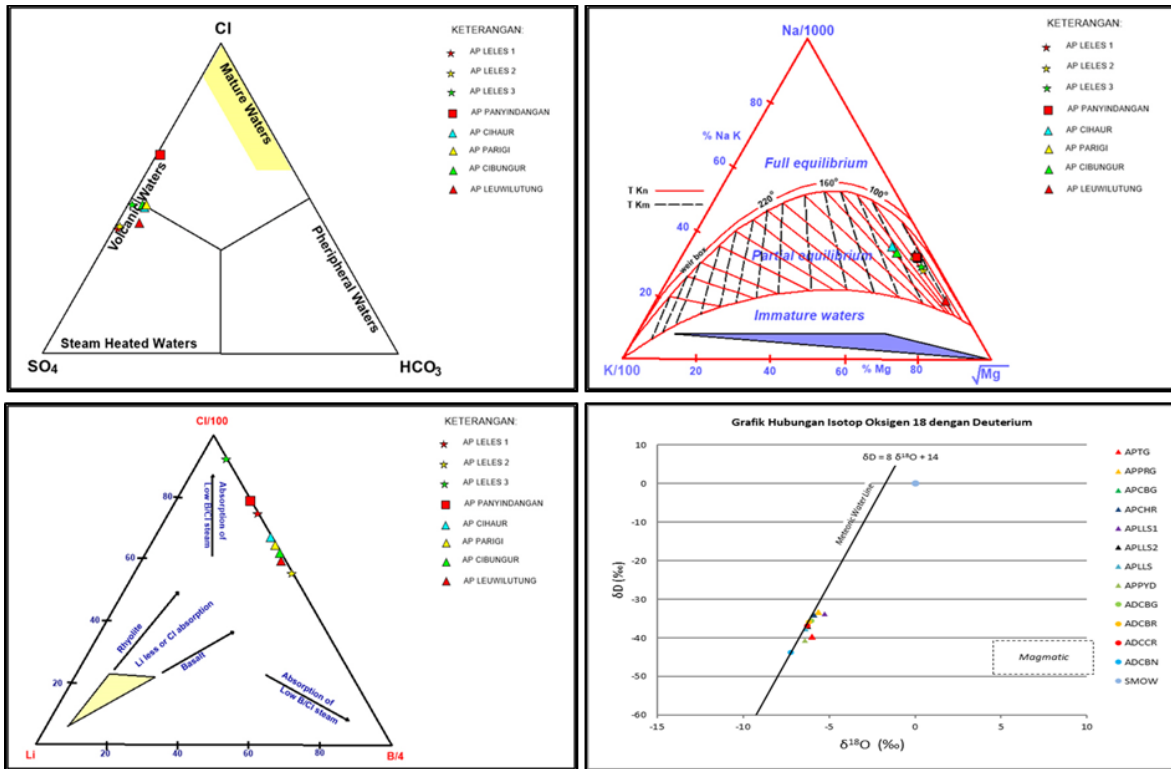 Cl
Mature Waters
Volcanic Waters
Pheripheral Waters
Steam Heated Waters
SO4
HCO3
KETERANGAN:
AP LELES 1
AP LELES 2
AP LELES 3
AP PANYINDANGAN
AP CIHAUR
AP PARIGI
AP CIBUNGUR
AP LEUWILUTUNG
Na/1000
80
% Na K
60
Full equilibrium
T Kn
T Km
220°
160°
100°
40
weir box
Partial equilibrium
20
Immature waters
K/100
20
40
60
% Mg
80
√Mg
KETERANGAN:
AP LELES 1
AP LELES 2
AP LELES 3
AP PANYINDANGAN
AP CIHAUR
AP PARIGI
AP CIBUNGUR
AP LEUWILUTUNG
Cl/100
80
Absorption of
Low B/Cl steam
60
40
Rhyolite
Li less or Cl absorption
Basalt
20
Absorption of
Low B/Cl steam
Li
20
40
60
80
B/4
KETERANGAN:
AP LELES 1
AP LELES 2
AP LELES 3
AP PANYINDANGAN
AP CIHAUR
AP PARIGI
AP CIBUNGUR
AP LEUWILUTUNG
Grafik Hubungan Isotop Oksigen 18 dengan Deuterium
δD = 8 δ18O + 14
Meteoric Water Line
10
0
-10
-20
-30
-40
-50
-60
δD (‰)
Magmatic
-15
-10
-5
0
5
10
δ18O (‰)
APTG
APPRG
APCBG
APCHR
APLLS1
APLLS2
APLLS
APPYD
ADCBG
ADCBR
ADCCR
ADCBN
SMOW